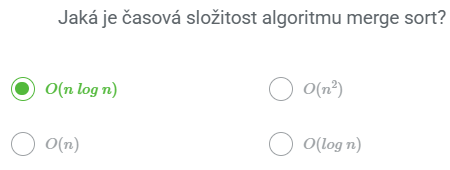 Jaká je časová složitost algoritmu merge sort?
O(n log n)
O(n²)
O(n)
O(log n)